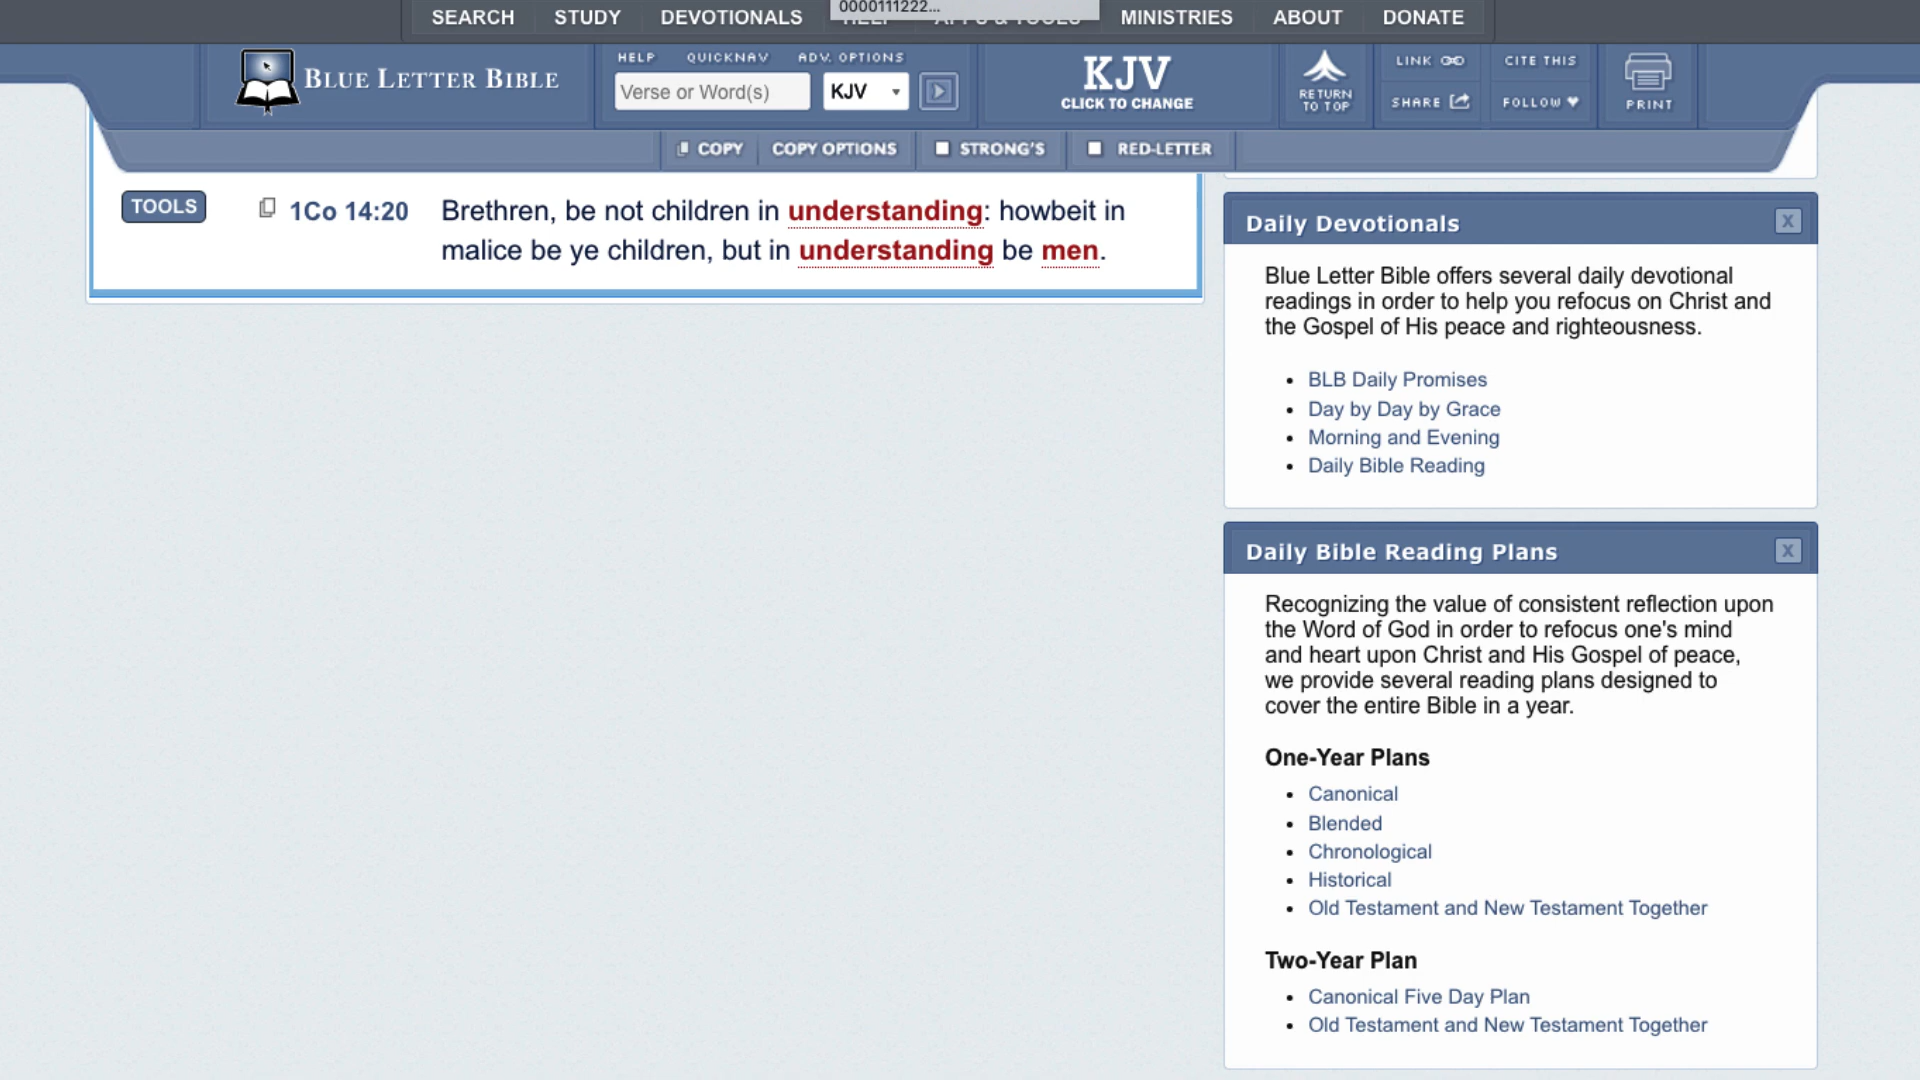 0000111222...
SEARCH STUDY DEVOTIONALS HELP APPS & TOOLS MINISTRIES ABOUT DONATE
BLUE LETTER BIBLE
HELP QUICKNAV ADV. OPTIONS
Verse or Word(s) KJV
KJV
CLICK TO CHANGE
RETURN
TO TOP
LINK CITE THIS
SHARE FOLLOW
PRINT
COPY COPY OPTIONS STRONG'S RED-LETTER
TOOLS 1Co 14:20 Brethren, be not children in understanding: howbeit in
malice be ye children, but in understanding be men.
Daily Devotionals X
Blue Letter Bible offers several daily devotional
readings in order to help you refocus on Christ and
the Gospel of His peace and righteousness.
• BLB Daily Promises
• Day by Day by Grace
• Morning and Evening
• Daily Bible Reading
Daily Bible Reading Plans X
Recognizing the value of consistent reflection upon
the Word of God in order to refocus one's mind
and heart upon Christ and His Gospel of peace,
we provide several reading plans designed to
cover the entire Bible in a year.
One-Year Plans
• Canonical
• Blended
• Chronological
• Historical
• Old Testament and New Testament Together
Two-Year Plan
• Canonical Five Day Plan
• Old Testament and New Testament Together